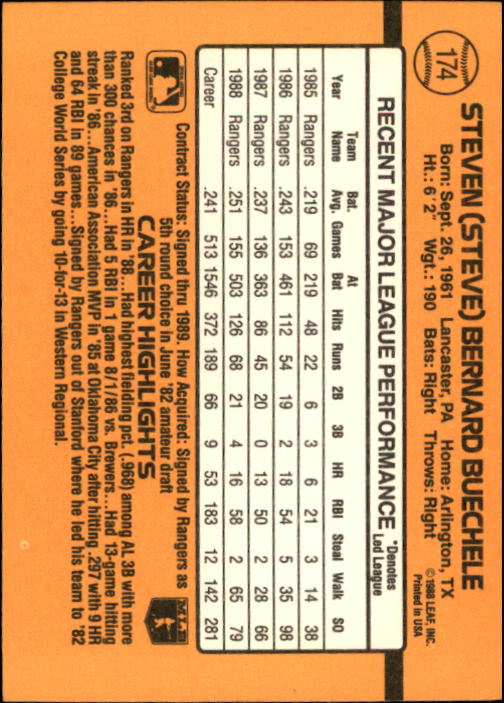 174
STEVEN (STEVE) BERNARD BUECHELE
Born: Sept. 26, 1961 Lancaster, PA Home: Arlington, TX
Ht.: 6' 2" Wgt.: 190 Bats: Right Throws: Right
©1988 LEAF, INC.
Printed in USA
RECENT MAJOR LEAGUE PERFORMANCE
*Denotes
Led League
Year Team Name Bat. Avg. Games At Bat Hits Runs 2B 3B HR RBI Steal Walk SO
1985 Rangers .219 69 219 48 22 6 3 6 21 3 14 38
1986 Rangers .243 153 461 112 54 19 2 18 54 5 35 98
1987 Rangers .237 136 363 86 45 20 0 13 50 2 28 66
1988 Rangers .251 155 503 126 68 21 4 16 58 2 65 79
Career .241 513 1546 372 189 66 9 53 183 12 142 281
Contract Status: Signed thru 1989. How Acquired: Signed by Rangers as
5th round choice in June '82 amateur draft
CAREER HIGHLIGHTS
MLB
Ranked 3rd on Rangers in HR in '88...Had highest fielding pct. (.968) among AL 3B with more
than 300 chances in '86...Had 5 RBI in 1 game 8/1/86 vs. Brewers...Had 13-game hitting
streak in '86...American Association MVP in '85 at Oklahoma City after hitting .297 with 9 HR
and 64 RBI in 89 games...Signed by Rangers out of Stanford where he led his team to '82
College World Series by going 10-for-13 in Western Regional.